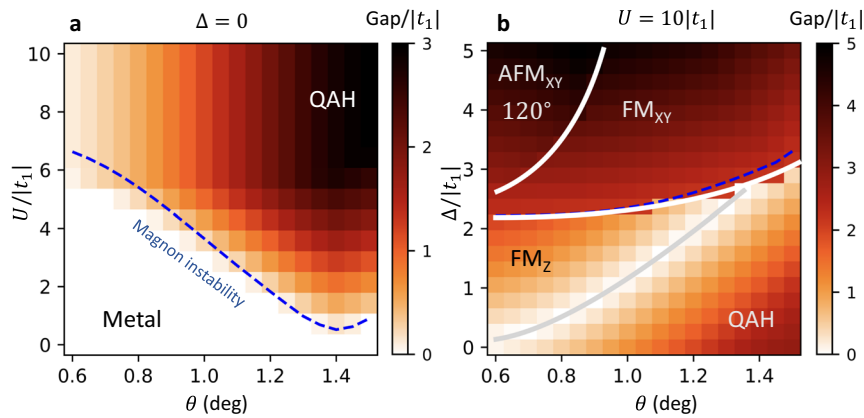 a
Δ = 0
Gap/|t₁|
b
U = 10|t₁|
Gap/|t₁|
10
8
6
4
2
0
U/|t₁|
QAH
Magnon instability
Metal
0.6
0.8
1.0
1.2
1.4
θ (deg)
3
2
1
0
5
4
3
2
1
0
Δ/|t₁|
AFM_XY
120°
FM_XY
FM_Z
QAH
0.6
0.8
1.0
1.2
1.4
θ (deg)
5
4
3
2
1
0